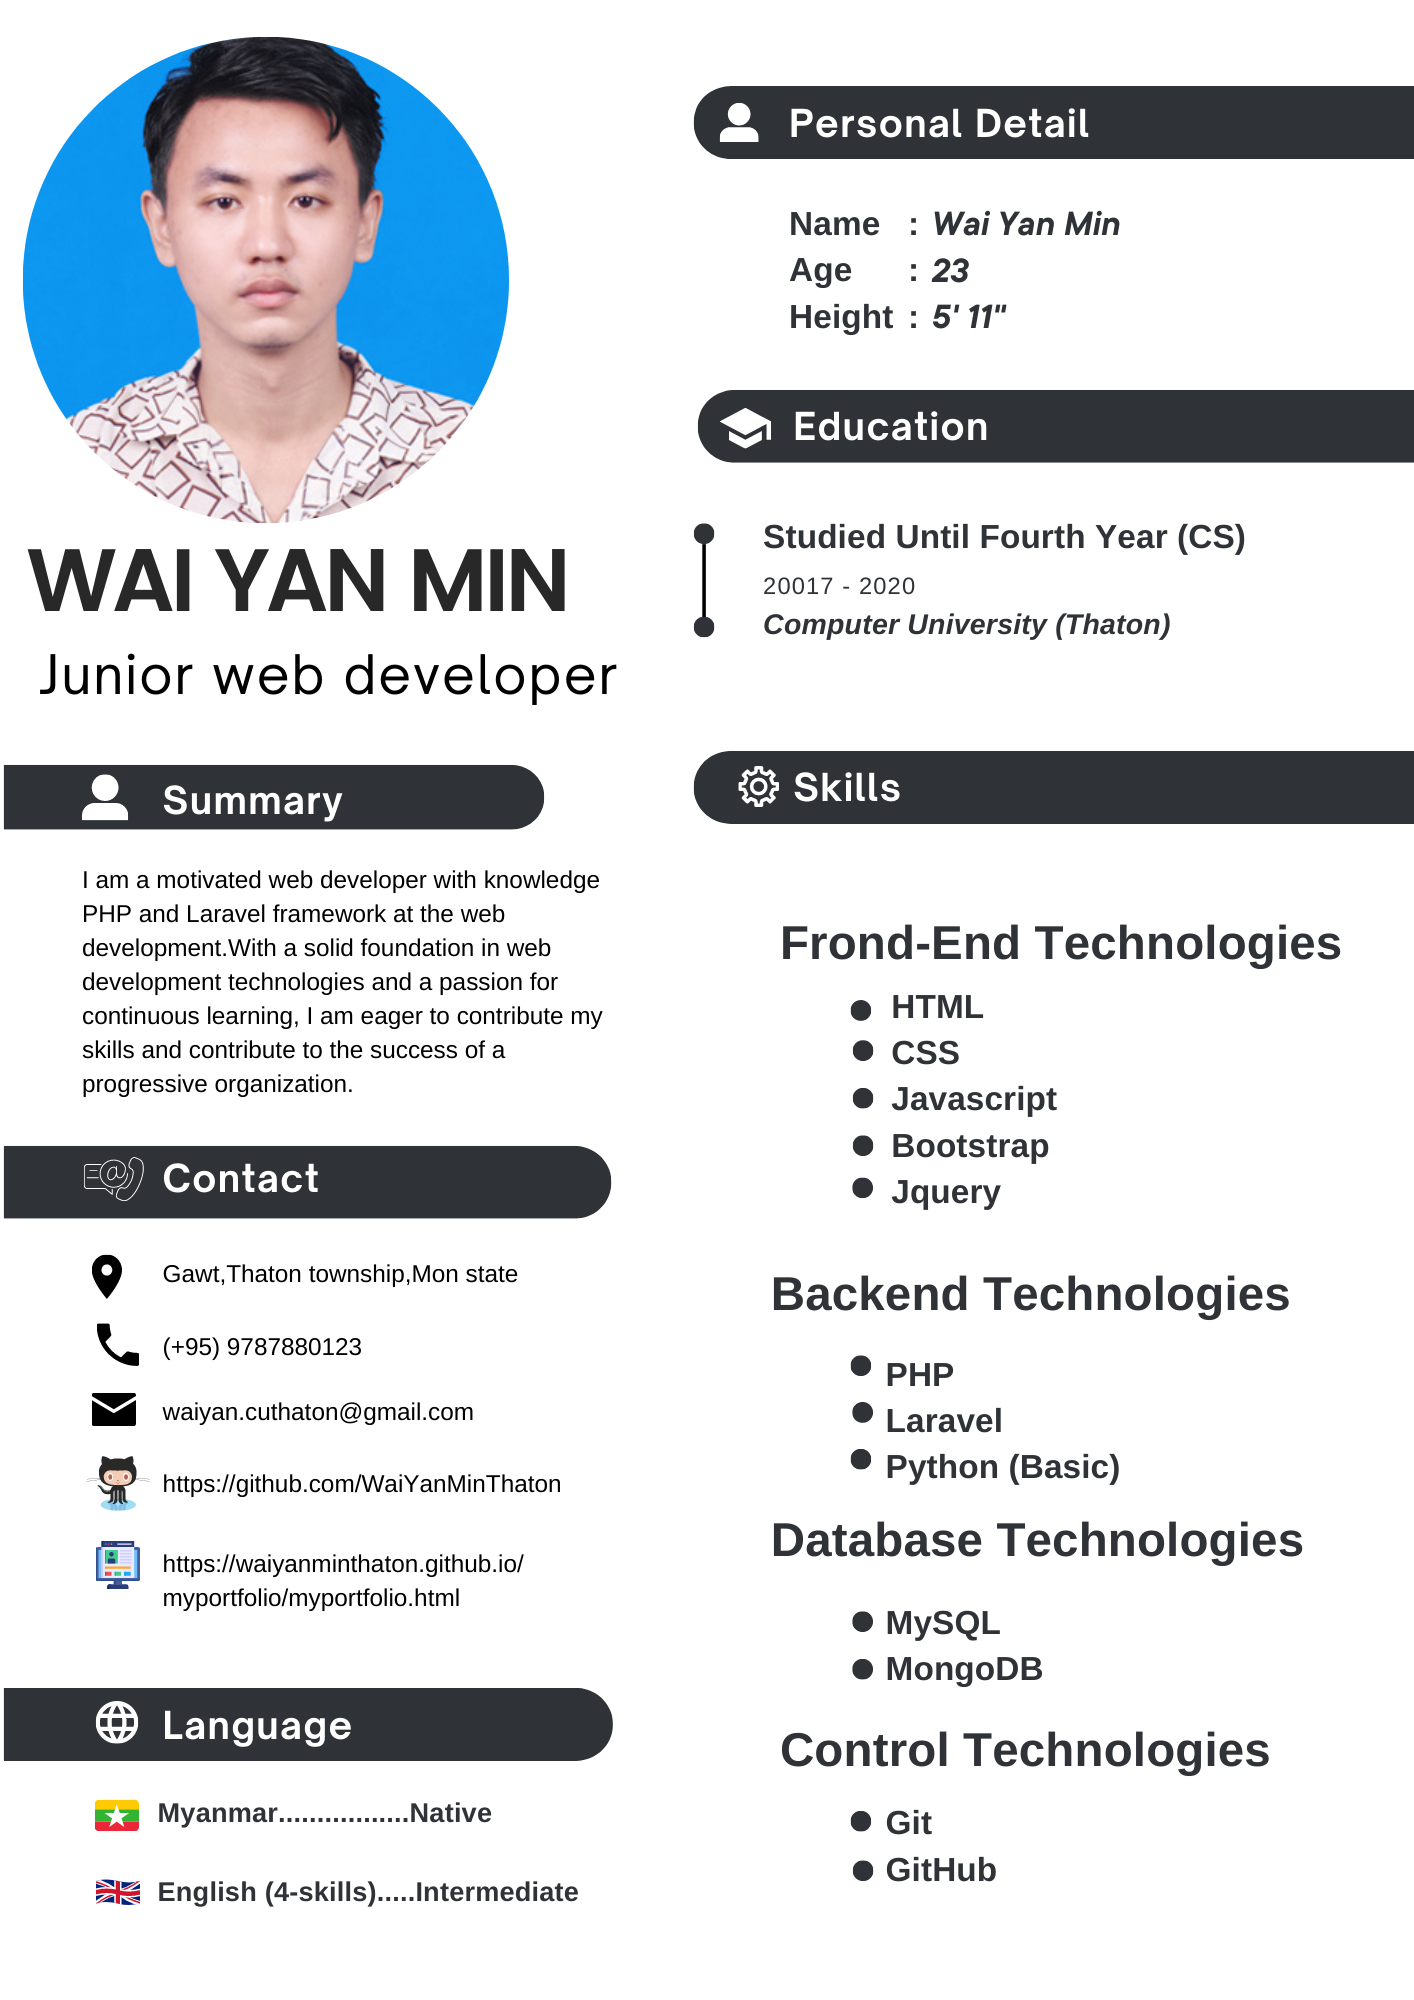 WAI YAN MIN
Junior web developer
Summary
I am a motivated web developer with knowledge
PHP and Laravel framework at the web
development.With a solid foundation in web
development technologies and a passion for
continuous learning, I am eager to contribute my
skills and contribute to the success of a
progressive organization.
Contact
Gawt,Thaton township,Mon state
(+95) 9787880123
waiyan.cuthaton@gmail.com
https://github.com/WaiYanMinThaton
https://waiyanminthaton.github.io/
myportfolio/myportfolio.html
Language
Myanmar.................Native
English (4-skills).....Intermediate
Personal Detail
Name : Wai Yan Min
Age : 23
Height : 5' 11"
Education
Studied Until Fourth Year (CS)
20017 - 2020
Computer University (Thaton)
Skills
Frond-End Technologies
HTML
CSS
Javascript
Bootstrap
Jquery
Backend Technologies
PHP
Laravel
Python (Basic)
Database Technologies
MySQL
MongoDB
Control Technologies
Git
GitHub